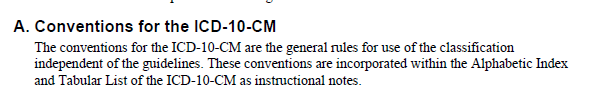 A. Conventions for the ICD-10-CM
The conventions for the ICD-10-CM are the general rules for use of the classification
independent of the guidelines. These conventions are incorporated within the Alphabetic Index
and Tabular List of the ICD-10-CM as instructional notes.